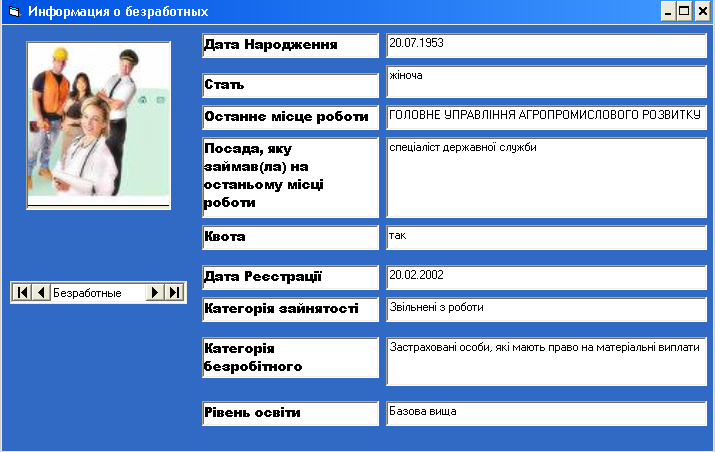 Информация о безработных
Дата Народження
20.07.1953
Стать
жіноча
Останнє місце роботи
ГОЛОВНЕ УПРАВЛІННЯ АГРОПРОМИСЛОВОГО РОЗВИТКУ
Посада, яку
займав(ла) на
останьому місці
роботи
спеціаліст державної служби
Квота
так
Дата Реєстрації
20.02.2002
Безработные
Категорія зайнятості
Звільнені з роботи
Категорія
безробітного
Застраховані особи, які мають право на матеріальні виплати
Рівень освіти
Базова вища